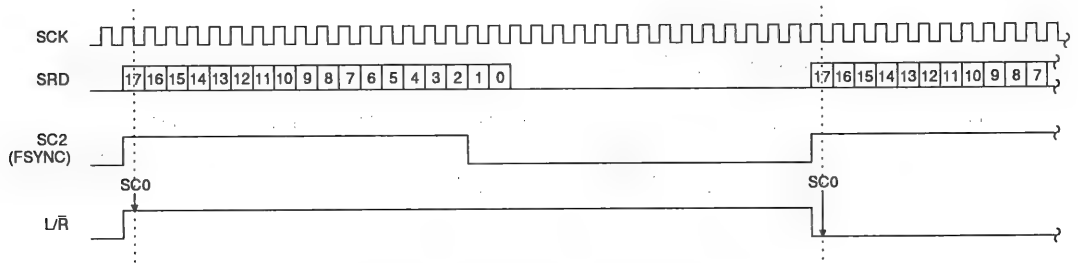 SCK
SRD 17 16 15 14 13 12 11 10 9 8 7 6 5 4 3 2 1 0 17 16 15 14 13 12 11 10 9 8 7
SC2
(FSYNC)
SC0 SC0
L/R̅